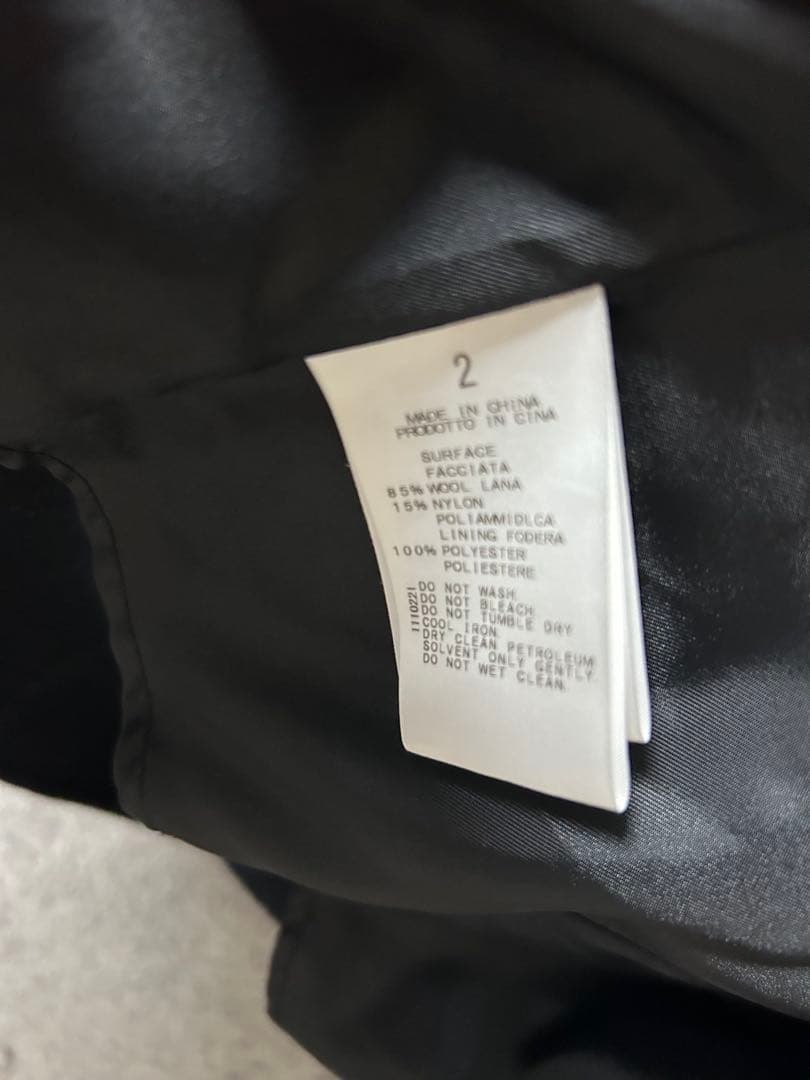 2
MADE IN CHINA
PRODOTTO IN CINA
SURFACE
FACCIATA
85% WOOL LANA
15% NYLON
POLIAMMIDLCA
LINING FODERA
100% POLYESTER
POLIESTERE
1110221
DO NOT WASH.
DO NOT BLEACH.
DO NOT TUMBLE DRY
COOL IRON.
DRY CLEAN PETROLEUM
SOLVENT ONLY GENTLY.
DO NOT WET CLEAN.